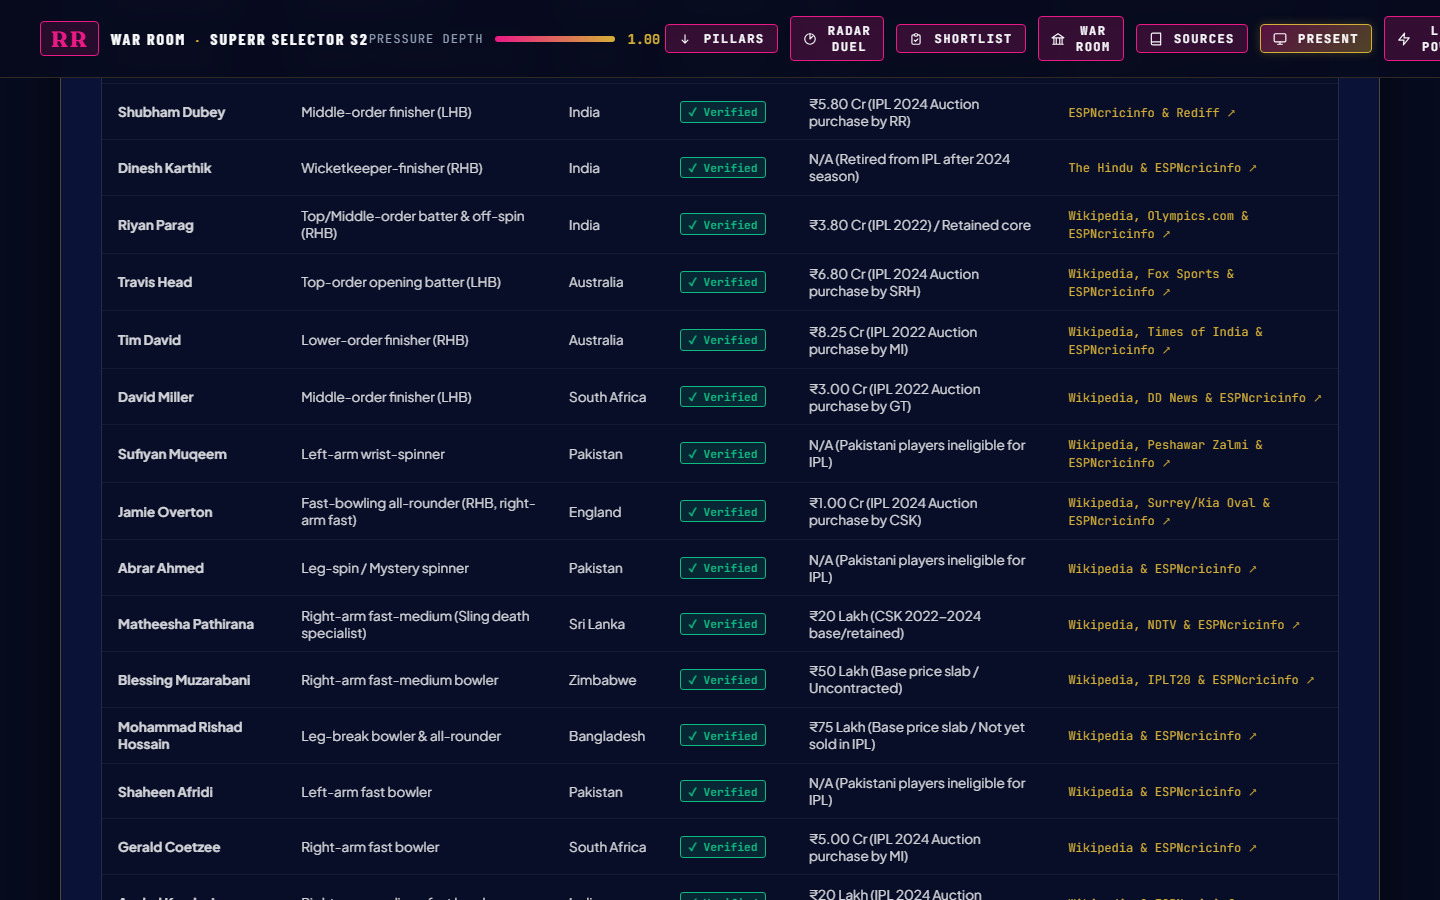 RR WAR ROOM · SUPERR SELECTOR S2 PRESSURE DEPTH 1.00 ↓ PILLARS RADAR DUEL SHORTLIST WAR ROOM SOURCES PRESENT
Shubham Dubey Middle-order finisher (LHB) India ✓ Verified ₹5.80 Cr (IPL 2024 Auction purchase by RR) ESPNcricinfo & Rediff ↗
Dinesh Karthik Wicketkeeper-finisher (RHB) India ✓ Verified N/A (Retired from IPL after 2024 season) The Hindu & ESPNcricinfo ↗
Riyan Parag Top/Middle-order batter & off-spin (RHB) India ✓ Verified ₹3.80 Cr (IPL 2022) / Retained core Wikipedia, Olympics.com & ESPNcricinfo ↗
Travis Head Top-order opening batter (LHB) Australia ✓ Verified ₹6.80 Cr (IPL 2024 Auction purchase by SRH) Wikipedia, Fox Sports & ESPNcricinfo ↗
Tim David Lower-order finisher (RHB) Australia ✓ Verified ₹8.25 Cr (IPL 2022 Auction purchase by MI) Wikipedia, Times of India & ESPNcricinfo ↗
David Miller Middle-order finisher (LHB) South Africa ✓ Verified ₹3.00 Cr (IPL 2022 Auction purchase by GT) Wikipedia, DD News & ESPNcricinfo ↗
Sufiyan Muqeem Left-arm wrist-spinner Pakistan ✓ Verified N/A (Pakistani players ineligible for IPL) Wikipedia, Peshawar Zalmi & ESPNcricinfo ↗
Jamie Overton Fast-bowling all-rounder (RHB, right-arm fast) England ✓ Verified ₹1.00 Cr (IPL 2024 Auction purchase by CSK) Wikipedia, Surrey/Kia Oval & ESPNcricinfo ↗
Abrar Ahmed Leg-spin / Mystery spinner Pakistan ✓ Verified N/A (Pakistani players ineligible for IPL) Wikipedia & ESPNcricinfo ↗
Matheesha Pathirana Right-arm fast-medium (Sling death specialist) Sri Lanka ✓ Verified ₹20 Lakh (CSK 2022–2024 base/retained) Wikipedia, NDTV & ESPNcricinfo ↗
Blessing Muzarabani Right-arm fast-medium bowler Zimbabwe ✓ Verified ₹50 Lakh (Base price slab / Uncontracted) Wikipedia, IPLT20 & ESPNcricinfo ↗
Mohammad Rishad Hossain Leg-break bowler & all-rounder Bangladesh ✓ Verified ₹75 Lakh (Base price slab / Not yet sold in IPL) Wikipedia & ESPNcricinfo ↗
Shaheen Afridi Left-arm fast bowler Pakistan ✓ Verified N/A (Pakistani players ineligible for IPL) Wikipedia & ESPNcricinfo ↗
Gerald Coetzee Right-arm fast bowler South Africa ✓ Verified ₹5.00 Cr (IPL 2024 Auction purchase by MI) Wikipedia & ESPNcricinfo ↗
₹20 Lakh (IPL 2024 Auction